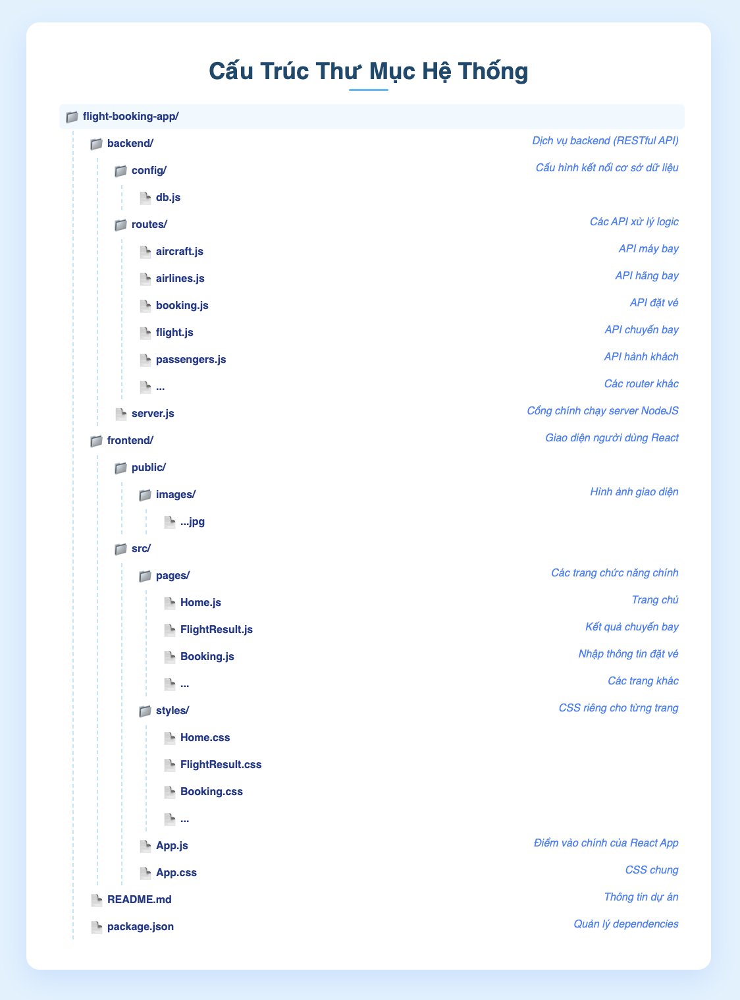 Cấu Trúc Thư Mục Hệ Thống
flight-booking-app/
backend/ Dịch vụ backend (RESTful API)
config/ Cấu hình kết nối cơ sở dữ liệu
db.js
routes/ Các API xử lý logic
aircraft.js API máy bay
airlines.js API hãng bay
booking.js API đặt vé
flight.js API chuyến bay
passengers.js API hành khách
... Các router khác
server.js Cổng chính chạy server NodeJS
frontend/ Giao diện người dùng React
public/
images/ Hình ảnh giao diện
...jpg
src/
pages/ Các trang chức năng chính
Home.js Trang chủ
FlightResult.js Kết quả chuyến bay
Booking.js Nhập thông tin đặt vé
... Các trang khác
styles/ CSS riêng cho từng trang
Home.css
FlightResult.css
Booking.css
...
App.js Điểm vào chính của React App
App.css CSS chung
README.md Thông tin dự án
package.json Quản lý dependencies